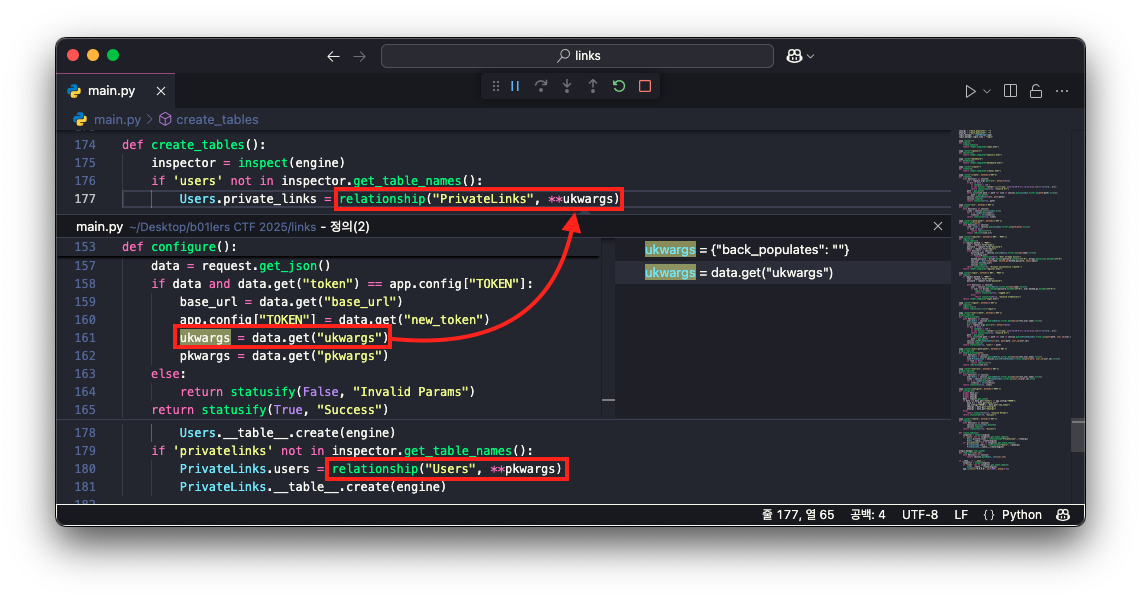 links
main.py
main.py > create_tables
174 def create_tables():
175 inspector = inspect(engine)
176 if 'users' not in inspector.get_table_names():
177 Users.private_links = relationship("PrivateLinks", **ukwargs)
main.py ~/Desktop/b01lers CTF 2025/links - 정의(2)
153 def configure():
157 data = request.get_json()
158 if data and data.get("token") == app.config["TOKEN"]:
159 base_url = data.get("base_url")
160 app.config["TOKEN"] = data.get("new_token")
161 ukwargs = data.get("ukwargs")
162 pkwargs = data.get("pkwargs")
163 else:
164 return statusify(False, "Invalid Params")
165 return statusify(True, "Success")
ukwargs = {"back_populates": ""}
ukwargs = data.get("ukwargs")
178 Users.__table__.create(engine)
179 if 'privatelinks' not in inspector.get_table_names():
180 PrivateLinks.users = relationship("Users", **pkwargs)
181 PrivateLinks.__table__.create(engine)
줄 177, 열 65 공백: 4 UTF-8 LF {} Python